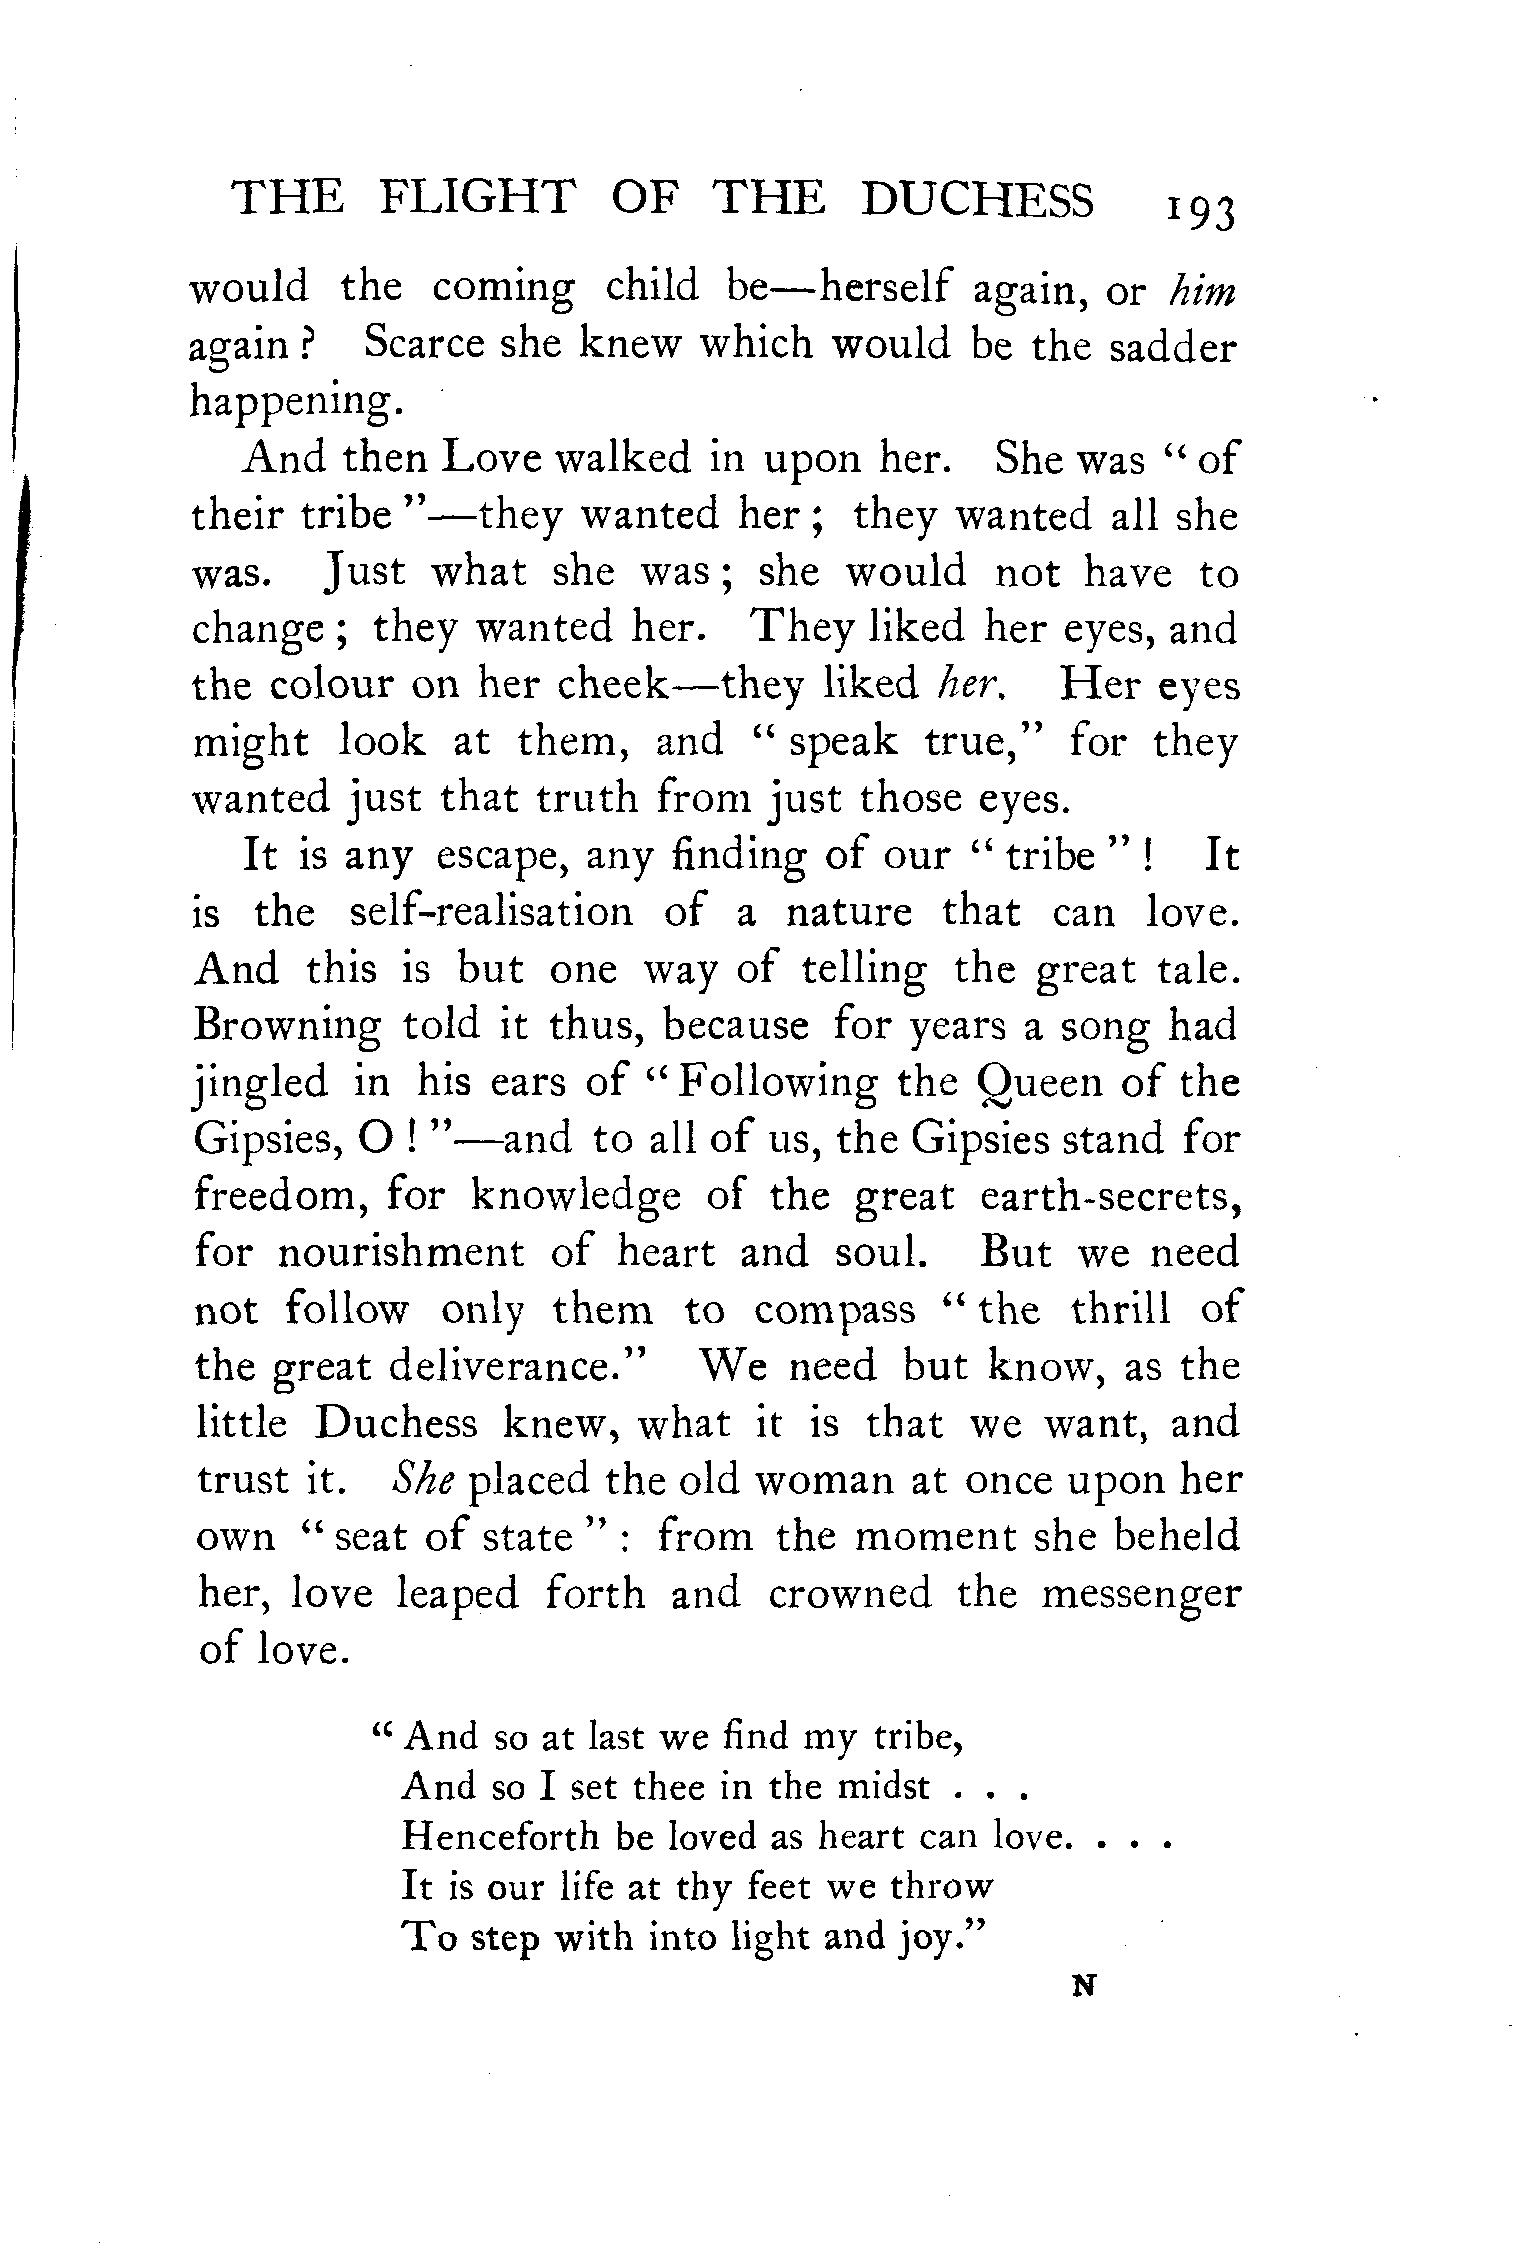 THE FLIGHT OF THE DUCHESS 193
would the coming child be—herself again, or him
again ? Scarce she knew which would be the sadder
happening.
And then Love walked in upon her. She was “ of
their tribe ”—they wanted her ; they wanted all she
was. Just what she was ; she would not have to
change ; they wanted her. They liked her eyes, and
the colour on her cheek—they liked her. Her eyes
might look at them, and “ speak true,” for they
wanted just that truth from just those eyes.
It is any escape, any finding of our “ tribe ” ! It
is the self-realisation of a nature that can love.
And this is but one way of telling the great tale.
Browning told it thus, because for years a song had
jingled in his ears of “ Following the Queen of the
Gipsies, O ! ”—and to all of us, the Gipsies stand for
freedom, for knowledge of the great earth-secrets,
for nourishment of heart and soul. But we need
not follow only them to compass “ the thrill of
the great deliverance.” We need but know, as the
little Duchess knew, what it is that we want, and
trust it. She placed the old woman at once upon her
own “ seat of state ” : from the moment she beheld
her, love leaped forth and crowned the messenger
of love.
“ And so at last we find my tribe,
And so I set thee in the midst . . .
Henceforth be loved as heart can love. . . .
It is our life at thy feet we throw
To step with into light and joy.”
N